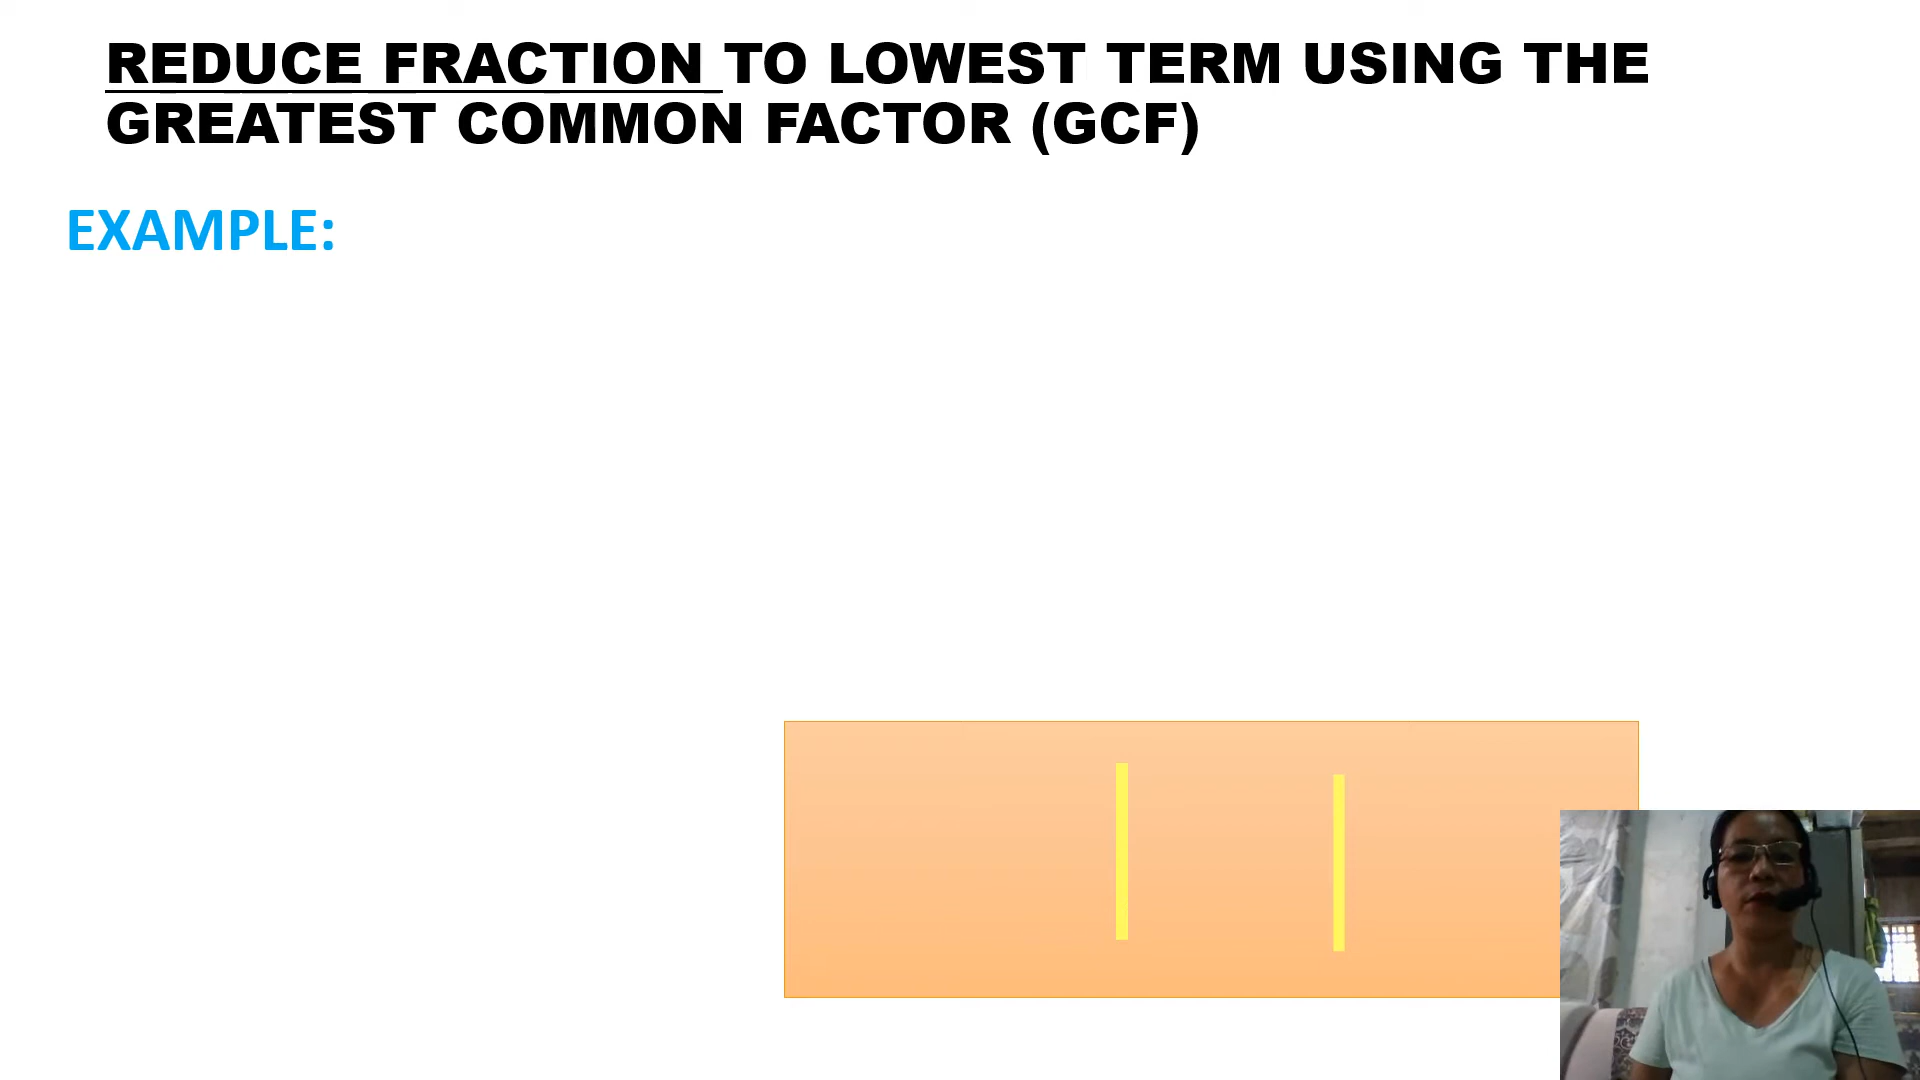 REDUCE FRACTION TO LOWEST TERM USING THE
GREATEST COMMON FACTOR (GCF)
EXAMPLE: